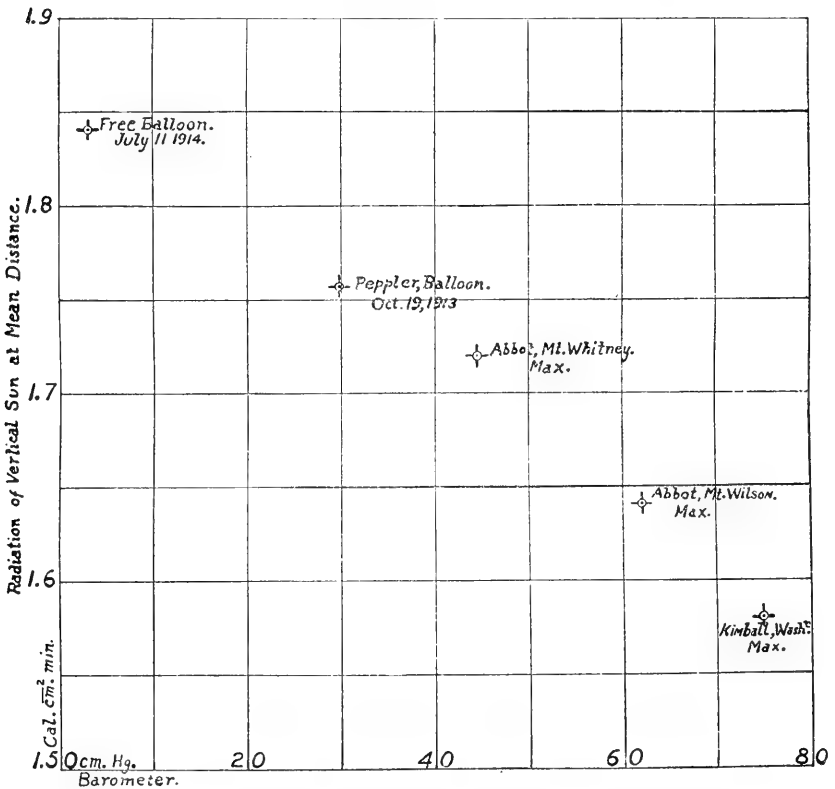 1.9
Free Balloon.
July 11 1914.
1.8
Peppler, Balloon.
Oct. 19, 1913
Abbot, Mt. Whitney.
Max.
1.7
Abbot, Mt. Wilson.
Max.
1.6
Kimball, Washn.
Max.
1.5
Radiation of Vertical Sun at Mean Distance.
Cal. cm². min.
0 cm. Hg.
20
40
60
80
Barometer.